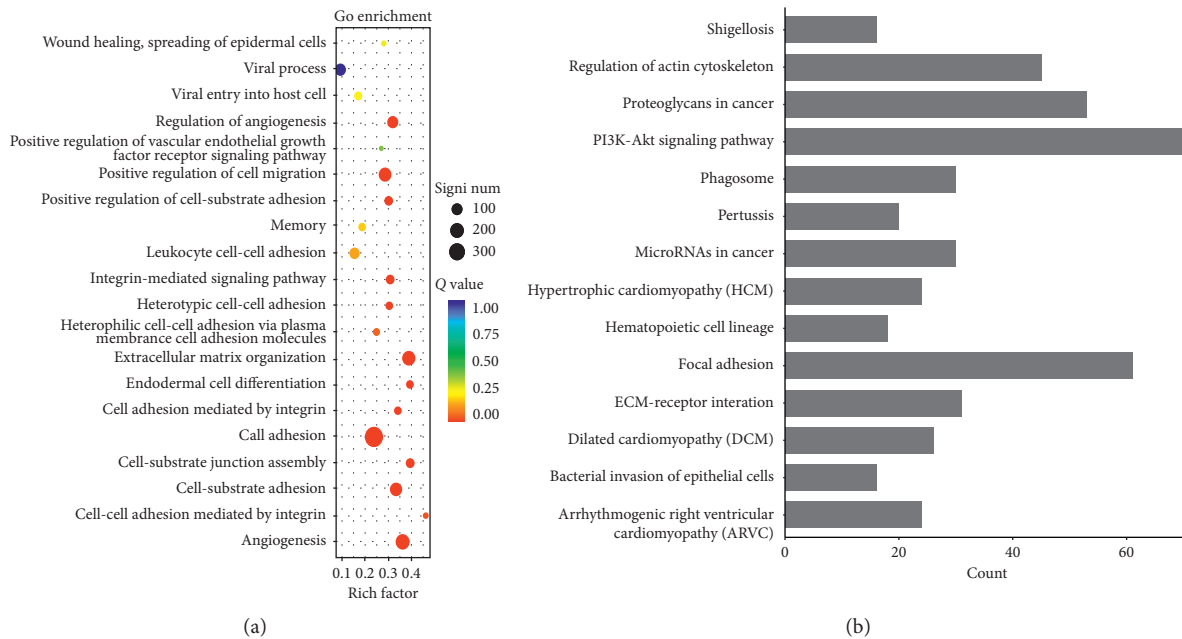 Go enrichment
Wound healing, spreading of epidermal cells
Viral process
Viral entry into host cell
Regulation of angiogenesis
Positive regulation of vascular endothelial growth
factor receptor signaling pathway
Positive regulation of cell migration
Positive regulation of cell-substrate adhesion
Memory
Leukocyte cell-cell adhesion
Integrin-mediated signaling pathway
Heterotypic cell-cell adhesion
Heterophilic cell-cell adhesion via plasma
membrance cell adhesion molecules
Extracellular matrix organization
Endodermal cell differentiation
Cell adhesion mediated by integrin
Call adhesion
Cell-substrate junction assembly
Cell-substrate adhesion
Cell-cell adhesion mediated by integrin
Angiogenesis
0.1 0.2 0.3 0.4
Rich factor
Signi num
100
200
300
Q value
1.00
0.75
0.50
0.25
0.00
(a)
Shigellosis
Regulation of actin cytoskeleton
Proteoglycans in cancer
PI3K-Akt signaling pathway
Phagosome
Pertussis
MicroRNAs in cancer
Hypertrophic cardiomyopathy (HCM)
Hematopoietic cell lineage
Focal adhesion
ECM-receptor interation
Dilated cardiomyopathy (DCM)
Bacterial invasion of epithelial cells
Arrhythmogenic right ventricular
cardiomyopathy (ARVC)
0 20 40 60
Count
(b)